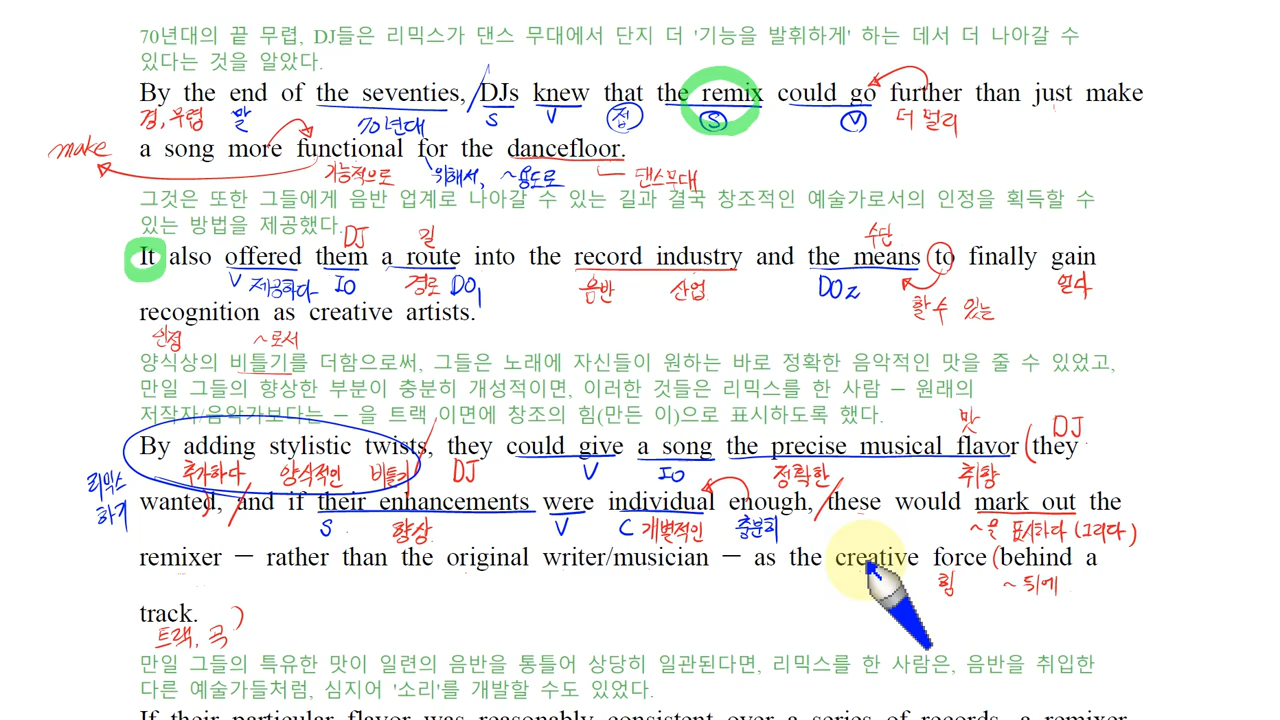 70년대의 끝 무렵, DJ들은 리믹스가 댄스 무대에서 단지 더 '기능을 발휘하게' 하는 데서 더 나아갈 수
있다는 것을 알았다.
By the end of the seventies, DJs knew that the remix could go further than just make
경, 무렵 말 70년대 S V 접 S V 더 멀리
make a song more functional for the dancefloor.
기능적으로 위해서, ~용도로 댄스무대
그것은 또한 그들에게 음반 업계로 나아갈 수 있는 길과 결국 창조적인 예술가로서의 인정을 획득할 수
있는 방법을 제공했다.
DJ 길 수단
It also offered them a route into the record industry and the means to finally gain
V 제공하다 IO 경로 DO1 음반 산업 DO2 할 수 있는 얻다
recognition as creative artists.
인정 ~로서
양식상의 비틀기를 더함으로써, 그들은 노래에 자신들이 원하는 바로 정확한 음악적인 맛을 줄 수 있었고,
만일 그들의 향상한 부분이 충분히 개성적이면, 이러한 것들은 리믹스를 한 사람 – 원래의
저작자/음악가보다는 – 을 트랙 이면에 창조의 힘(만든 이)으로 표시하도록 했다.
맛 DJ
By adding stylistic twists, they could give a song the precise musical flavor (they
리믹스 하기 추가하다 양식적인 비틀기 DJ V IO 정확한 취향
wanted), and if their enhancements were individual enough, these would mark out the
S 향상 V C 개별적인 충분히 ~을 표시하다 (그리다)
remixer – rather than the original writer/musician – as the creative force (behind a
힘 ~뒤에
track.)
트랙, 곡
만일 그들의 특유한 맛이 일련의 음반을 통틀어 상당히 일관된다면, 리믹스를 한 사람은, 음반을 취입한
다른 예술가들처럼, 심지어 '소리'를 개발할 수도 있었다.
If their particular flavor was reasonably consistent over a series of records, a remixer